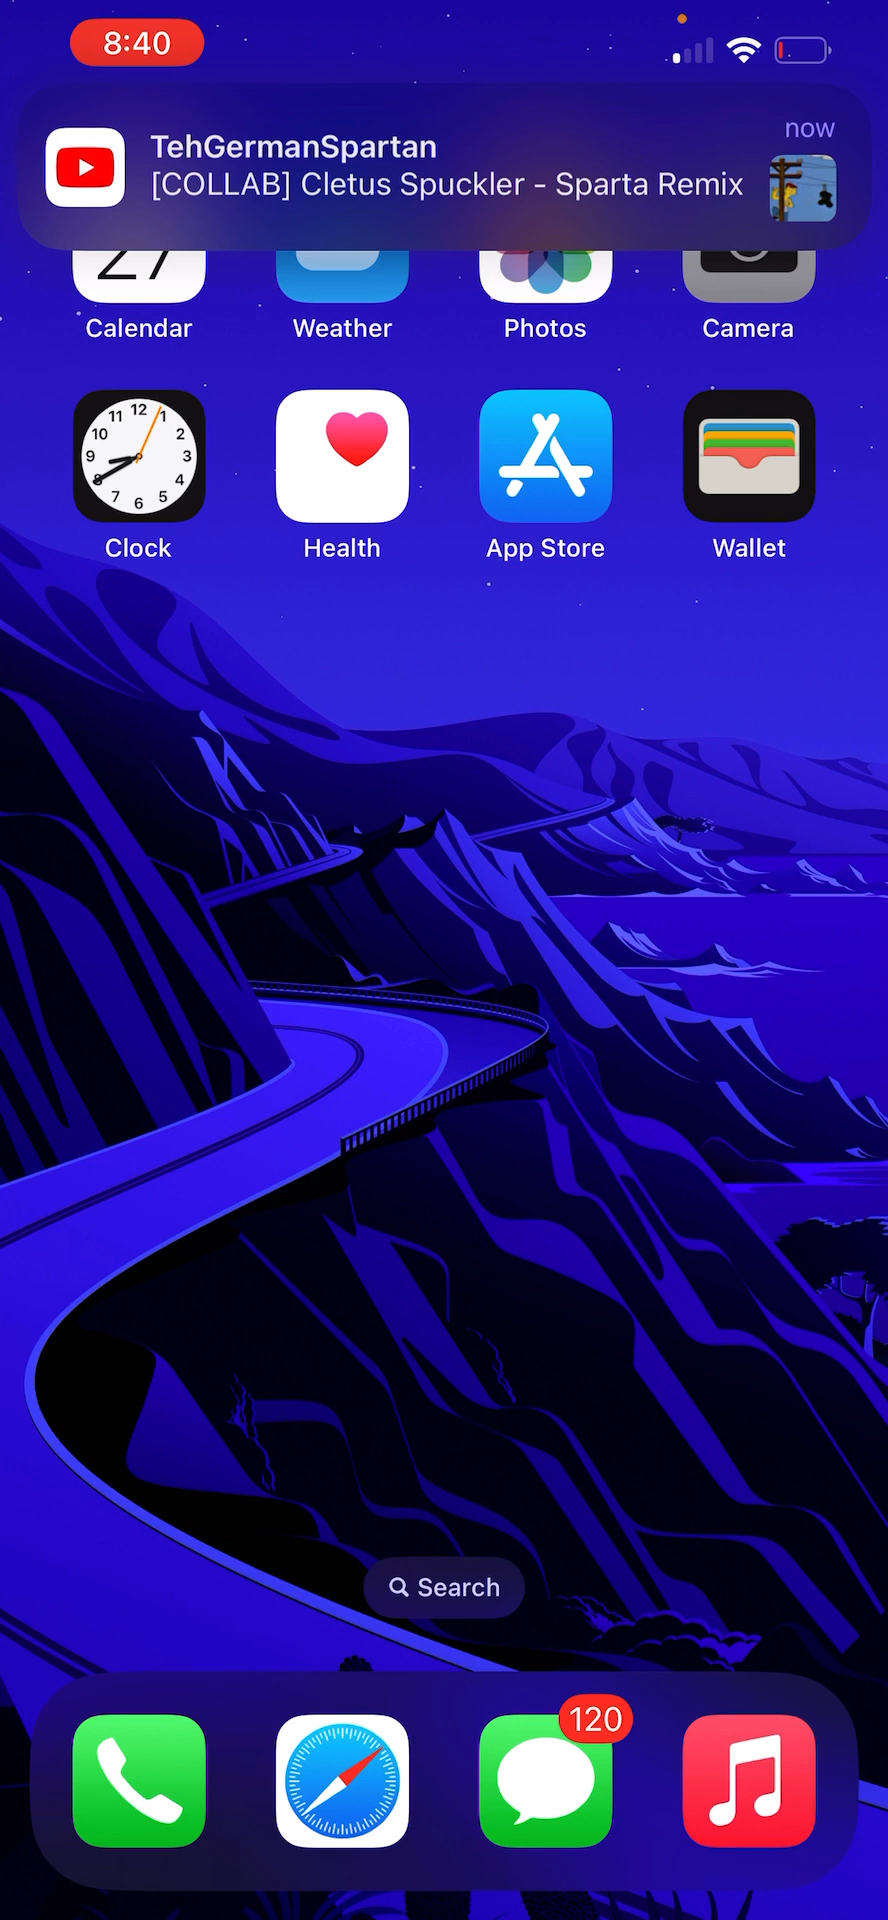 8:40
now
TehGermanSpartan
[COLLAB] Cletus Spuckler - Sparta Remix
27
Calendar
Weather
Photos
Camera
12
11 1
10 2
9 3
8 4
7 5
6
Clock
Health
App Store
Wallet
Search
120